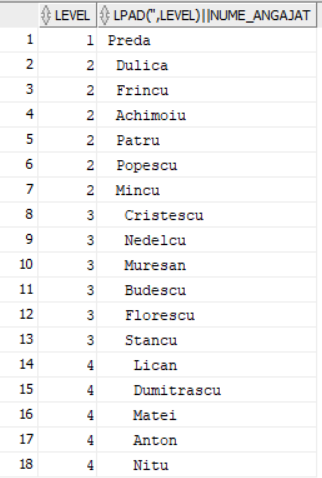 LEVEL LPAD('',LEVEL)||NUME_ANGAJAT
1 1 Preda
2 2 Dulica
3 2 Frincu
4 2 Achimoiu
5 2 Patru
6 2 Popescu
7 2 Mincu
8 3 Cristescu
9 3 Nedelcu
10 3 Muresan
11 3 Budescu
12 3 Florescu
13 3 Stancu
14 4 Lican
15 4 Dumitrascu
16 4 Matei
17 4 Anton
18 4 Nitu